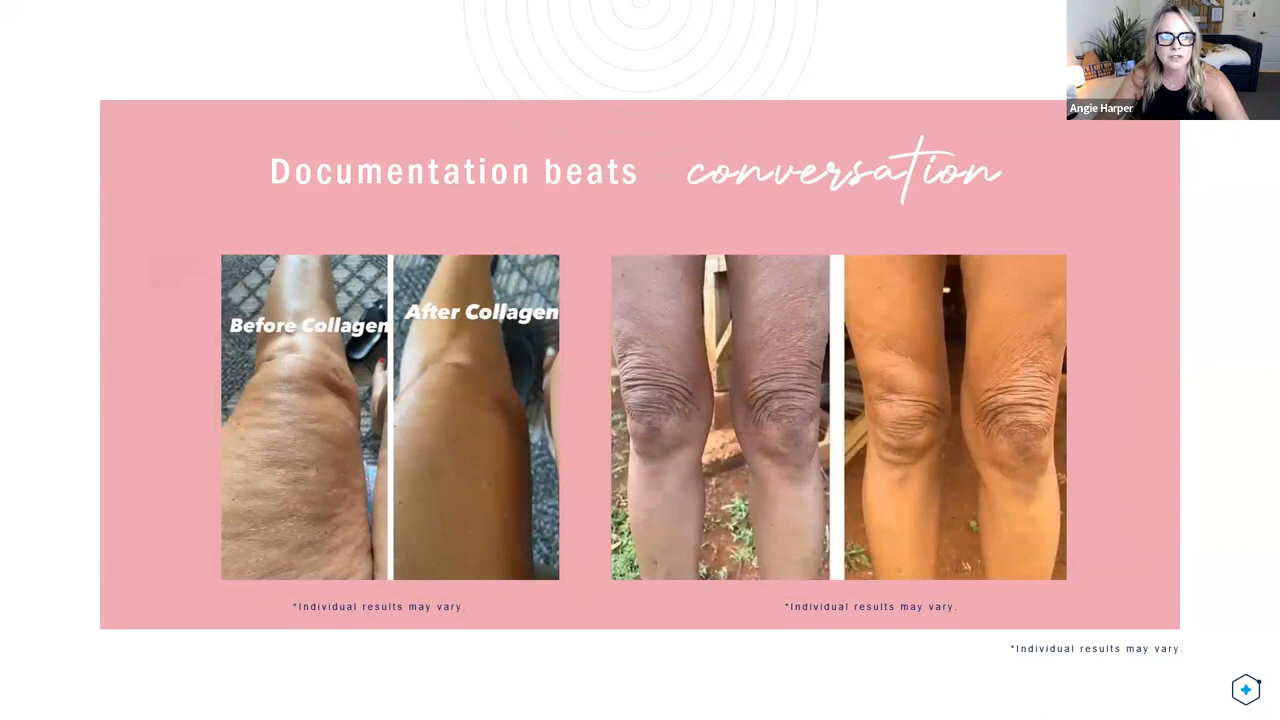 Angie Harper
Documentation beats conversation
Before Collagen
After Collagen
*Individual results may vary.
*Individual results may vary.
*Individual results may vary.